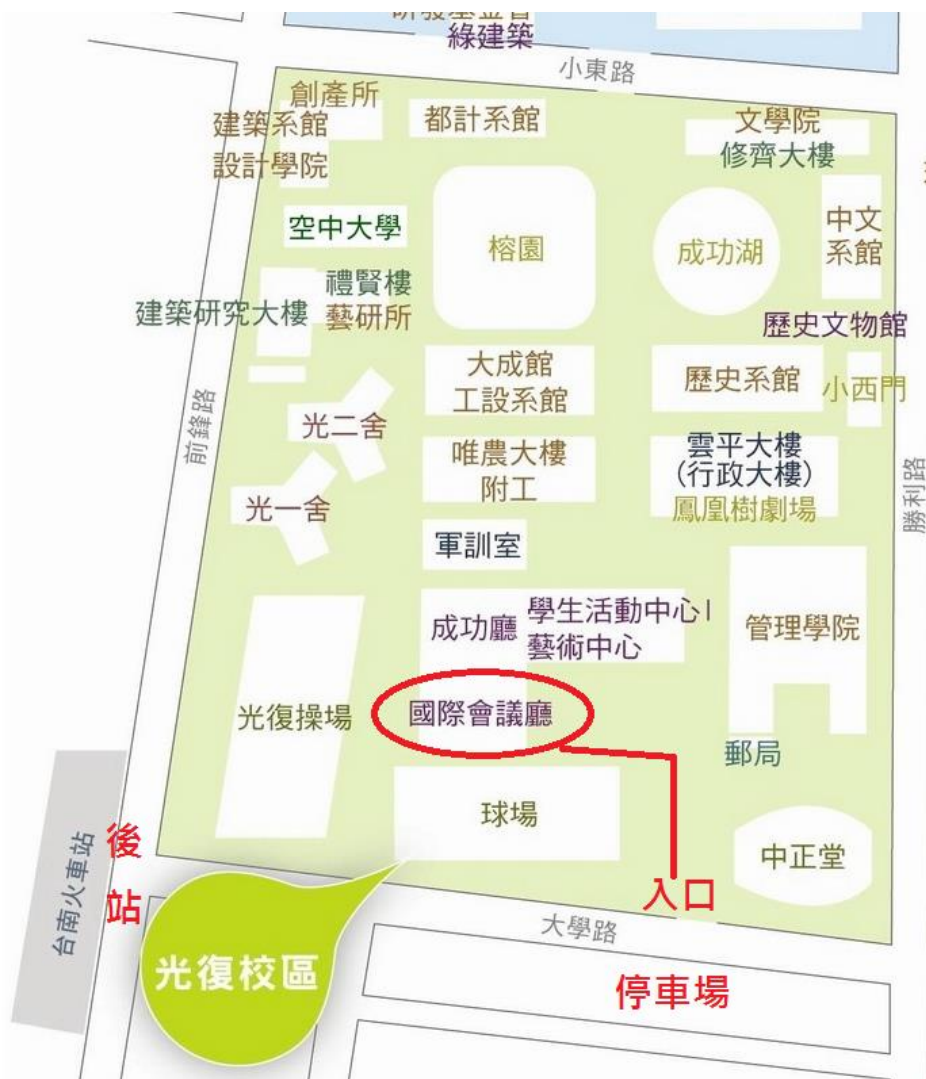 研發基金會
綠建築
小東路
創產所
建築系館
設計學院
都計系館
文學院
修齊大樓
空中大學
榕園
成功湖
中文
系館
禮賢樓
藝研所
建築研究大樓
歷史文物館
大成館
工設系館
歷史系館
小西門
前鋒路
光二舍
唯農大樓
附工
雲平大樓
(行政大樓)
鳳凰樹劇場
勝利路
光一舍
軍訓室
成功廳
學生活動中心I
藝術中心
管理學院
光復操場
國際會議廳
郵局
球場
中正堂
台南火車站
後
站
入口
大學路
光復校區
停車場